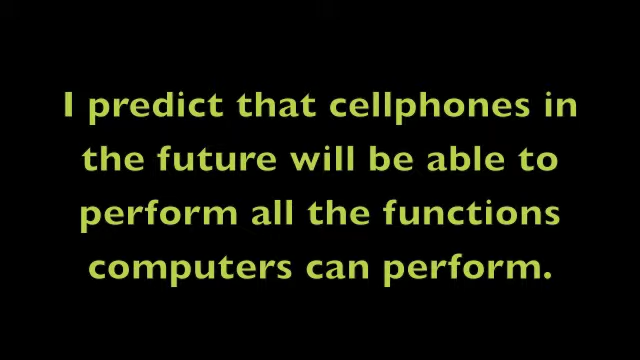 I predict that cellphones in
the future will be able to
perform all the functions
computers can perform.